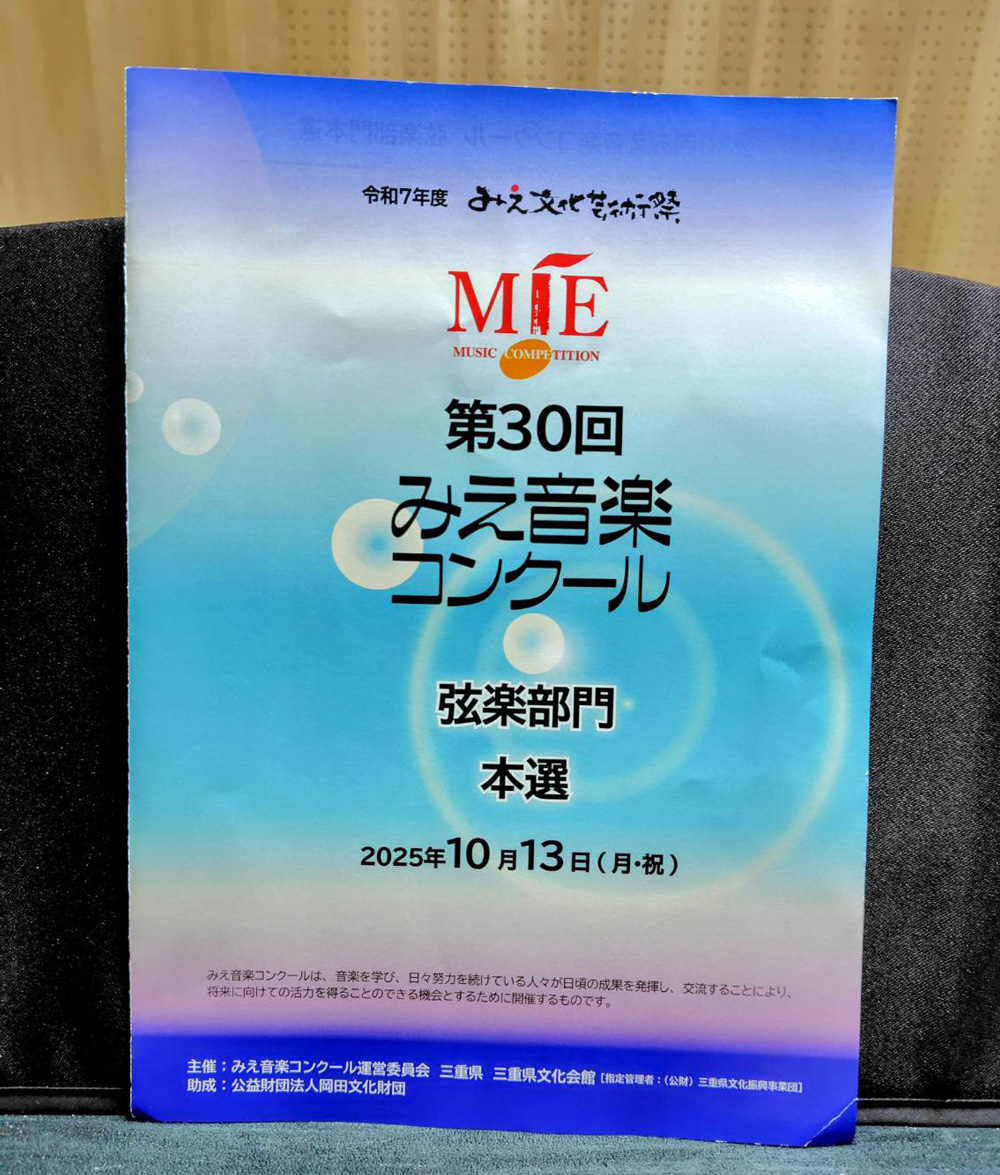 令和7年度 みえ文化芸術祭
MIE
MUSIC COMPETITION
第30回
みえ音楽
コンクール
弦楽部門
本選
2025年10月13日(月・祝)
みえ音楽コンクールは、音楽を学び、日々努力を続けている人々が日頃の成果を発揮し、交流することにより、
将来に向けての活力を得ることのできる機会とするために開催するものです。
主催:みえ音楽コンクール運営委員会 三重県 三重県文化会館[指定管理者:(公財)三重県文化振興事業団]
助成:公益財団法人岡田文化財団